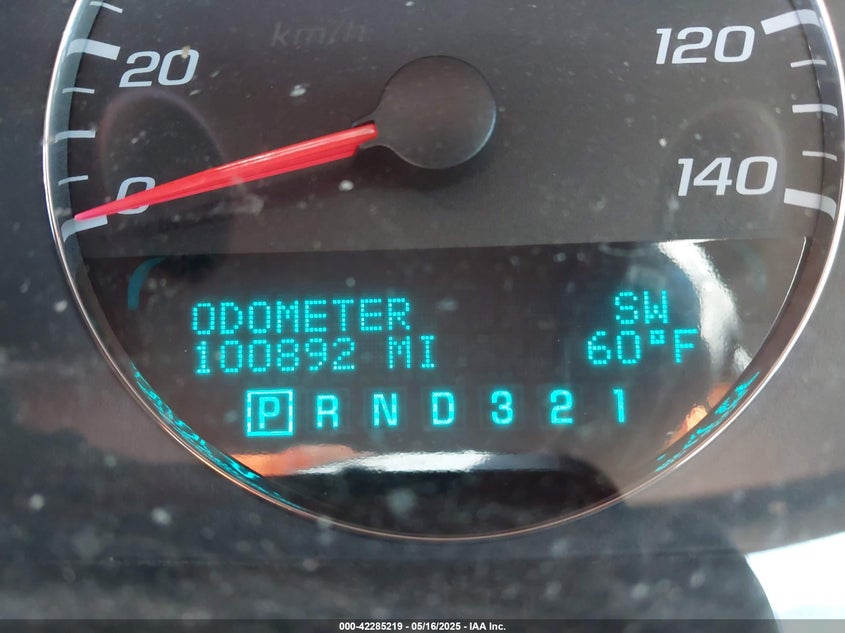 km/h
20
120
0
140
ODOMETER SW
100892 MI 60°F
P R N D 3 2 1
000-42285219 - 05/16/2025 - IAA Inc.